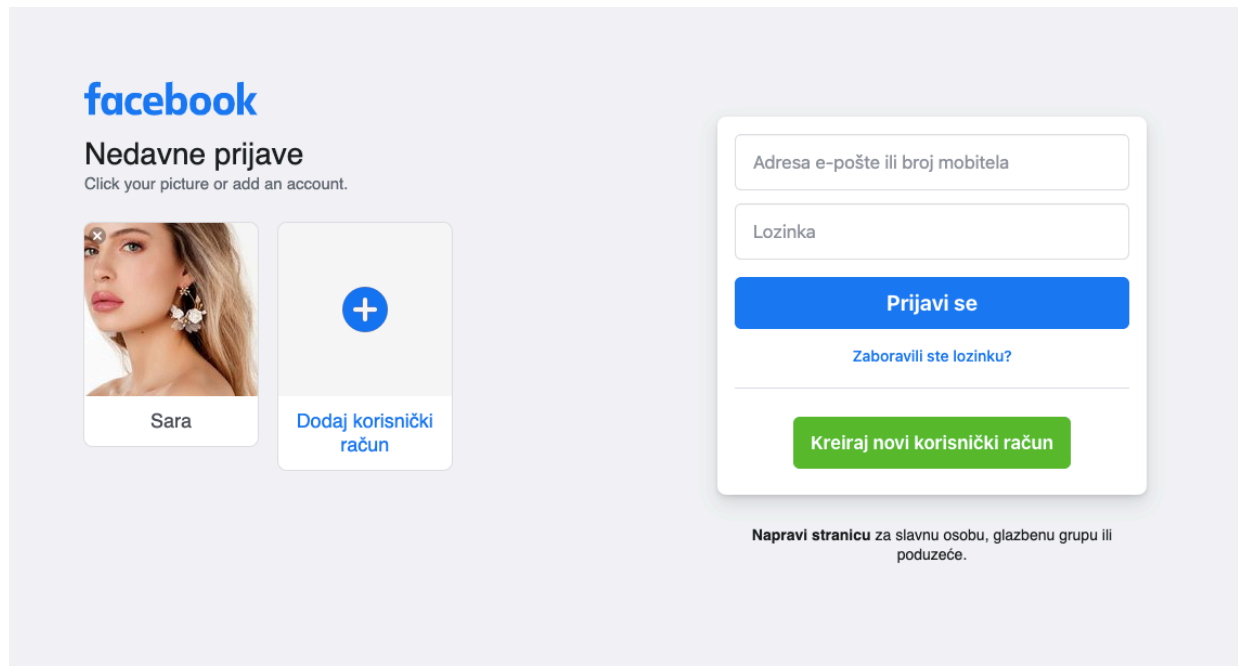 facebook
Nedavne prijave
Click your picture or add an account.
Sara
Dodaj korisnički
račun
Adresa e-pošte ili broj mobitela
Lozinka
Prijavi se
Zaboravili ste lozinku?
Kreiraj novi korisnički račun
Napravi stranicu za slavnu osobu, glazbenu grupu ili
poduzeće.